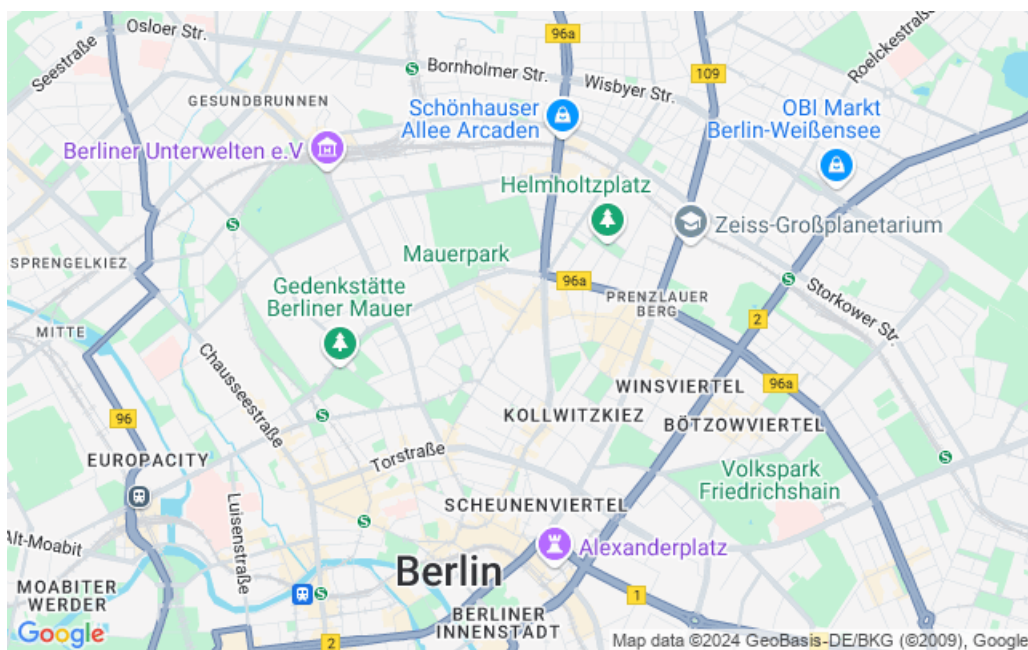 Osloer Str.
96a
Seestraße
Bornholmer Str.
Wisbyer Str.
109
Roelckestraße
GESUNDBRUNNEN
Schönhauser
Allee Arcaden
OBI Markt
Berlin-Weißensee
Berliner Unterwelten e.V
Helmholtzplatz
Zeiss-Großplanetarium
Mauerpark
SPRENGELKIEZ
Gedenkstätte
Berliner Mauer
96a
PRENZLAUER
BERG
Storkower Str.
MITTE
2
Chausseestraße
WINSVIERTEL
96a
96
KOLLWITZKIEZ
BÖTZOWVIERTEL
EUROPACITY
Torstraße
Volkspark
Friedrichshain
Luisenstraße
SCHEUNENVIERTEL
Alt-Moabit
Alexanderplatz
Berlin
MOABITER
WERDER
1
BERLINER
INNENSTADT
2
Google
Map data ©2024 GeoBasis-DE/BKG (©2009), Google
S
S
S
S
S
S
S